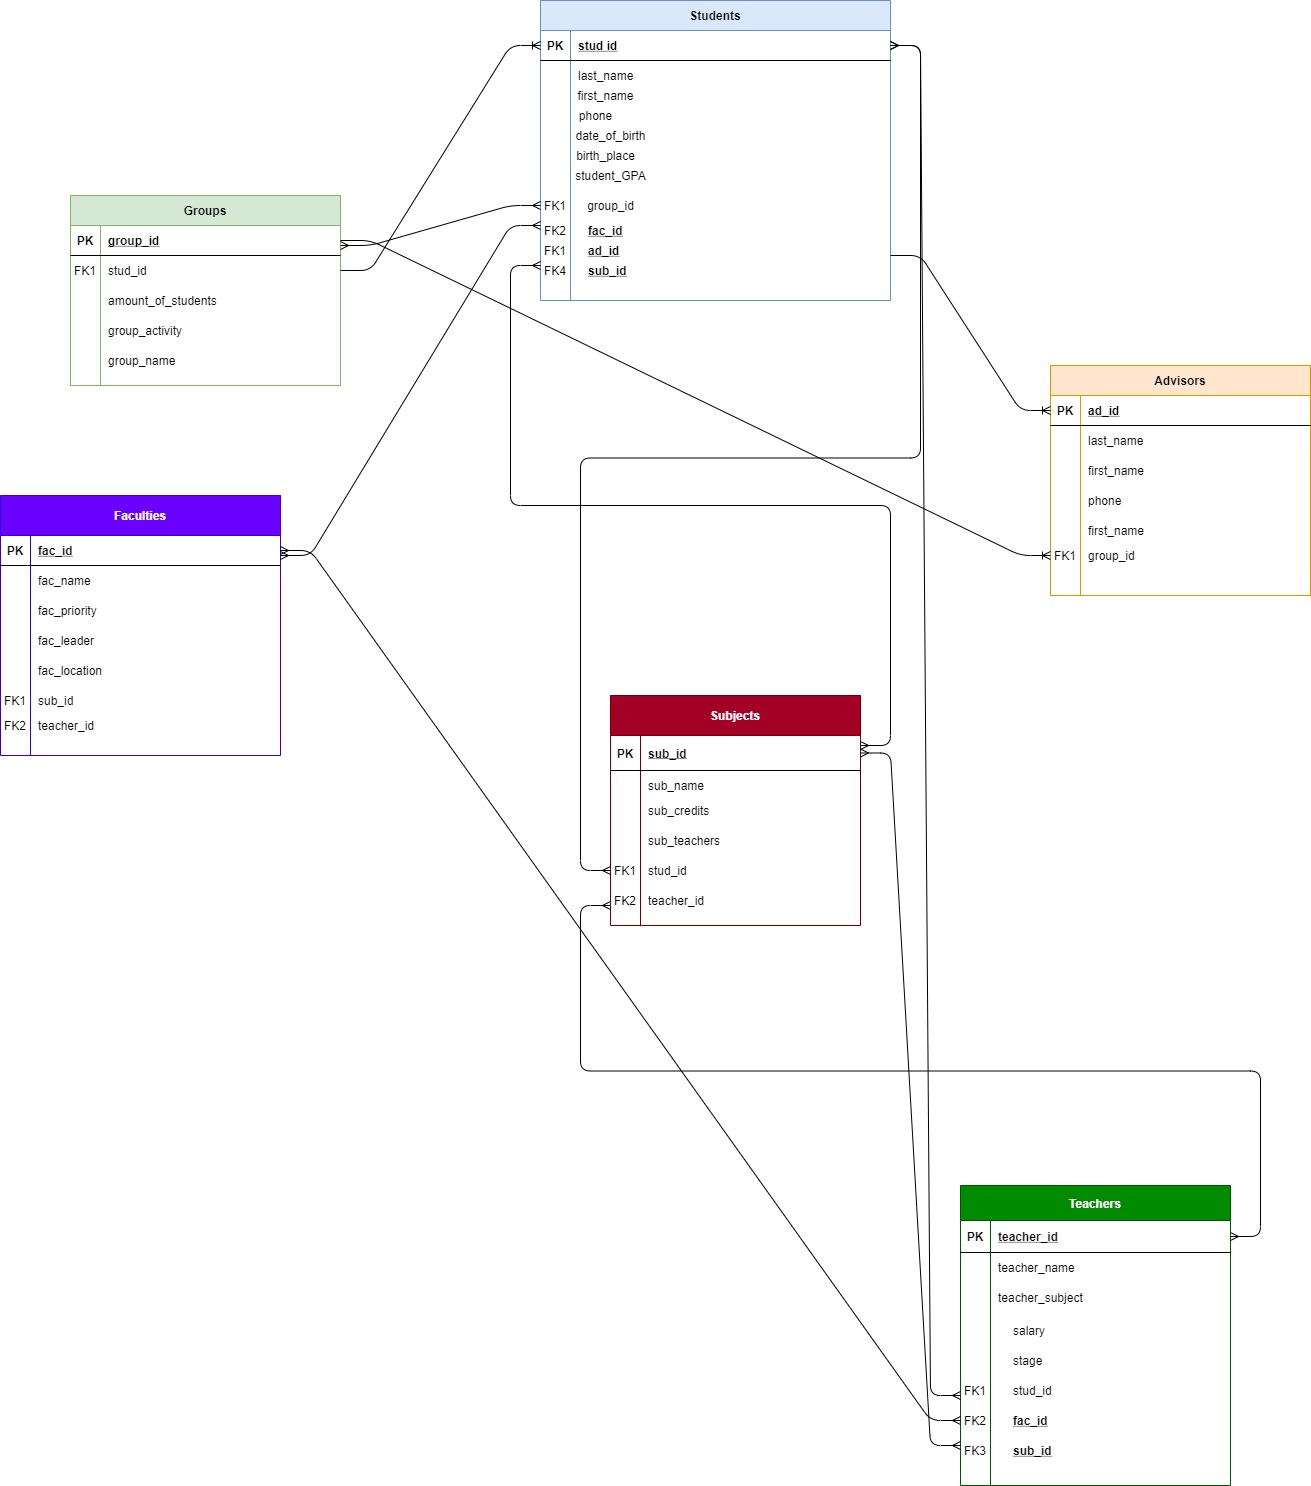 Students
PK stud id
last_name
first_name
phone
date_of_birth
birth_place
student_GPA
FK1 group_id
FK2 fac_id
FK1 ad_id
FK4 sub_id
Groups
PK group_id
FK1 stud_id
amount_of_students
group_activity
group_name
Advisors
PK ad_id
last_name
first_name
phone
first_name
FK1 group_id
Faculties
PK fac_id
fac_name
fac_priority
fac_leader
fac_location
FK1 sub_id
FK2 teacher_id
Subjects
PK sub_id
sub_name
sub_credits
sub_teachers
FK1 stud_id
FK2 teacher_id
Teachers
PK teacher_id
teacher_name
teacher_subject
salary
stage
FK1 stud_id
FK2 fac_id
FK3 sub_id